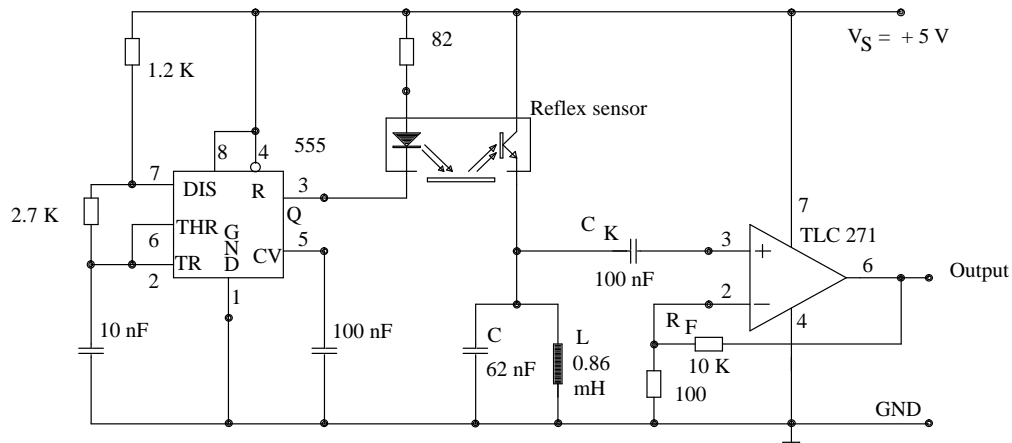 82
V_S = + 5 V
1.2 K
Reflex sensor
555
8
4
7
DIS
R
3
2.7 K
Q
7
THR
G
N
D
6
CV
5
C_K
3
+
TLC 271
TR
2
6
Output
1
100 nF
2
−
4
10 nF
100 nF
C
62 nF
L
0.86
mH
R_F
10 K
100
GND